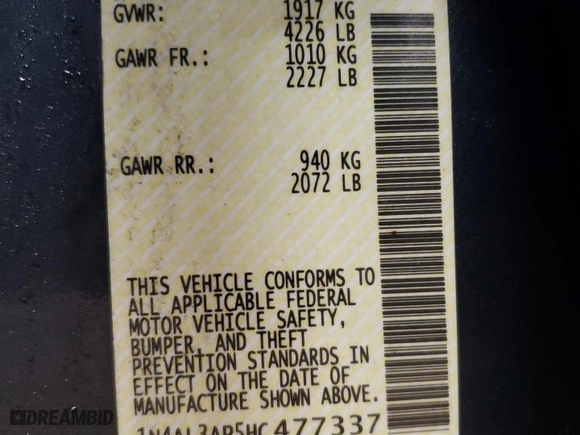 GVWR: 1917 KG
4226 LB
GAWR FR.: 1010 KG
2227 LB
GAWR RR.: 940 KG
2072 LB
THIS VEHICLE CONFORMS TO
ALL APPLICABLE FEDERAL
MOTOR VEHICLE SAFETY,
BUMPER, AND THEFT
PREVENTION STANDARDS IN
EFFECT ON THE DATE OF
MANUFACTURE SHOWN ABOVE.
1N4AL3AP5HC477337
DREAMBID